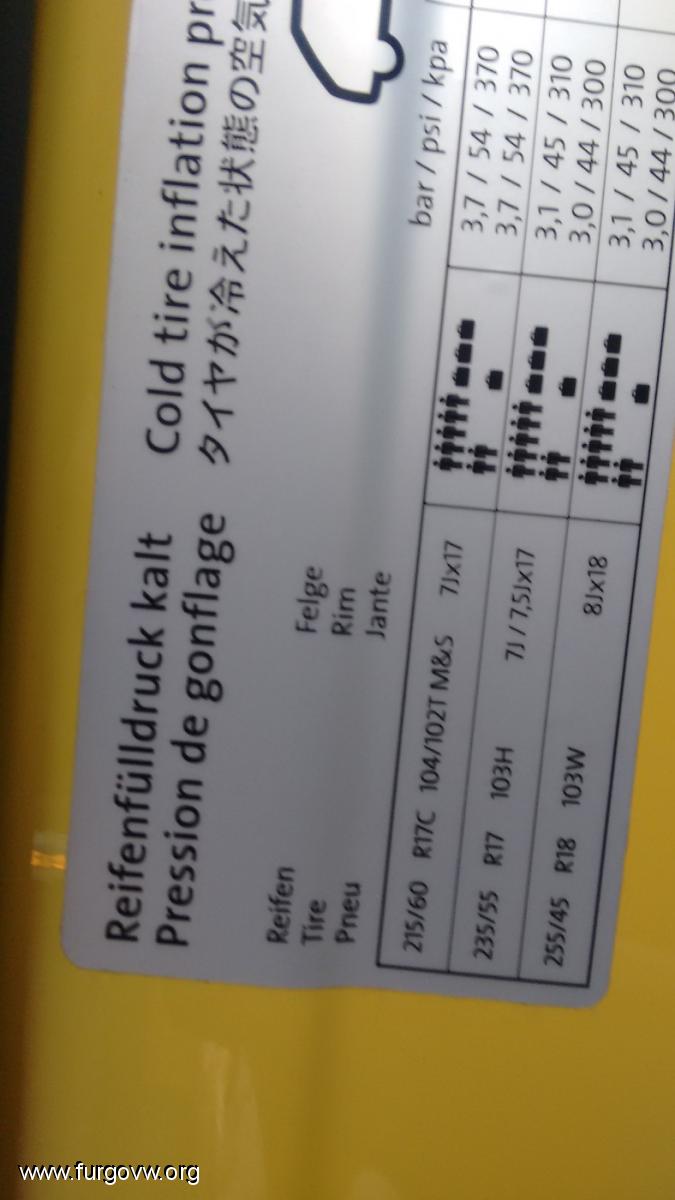 Reifenfülldruck kalt Cold tire inflation
Pression de gonflage タイヤが冷えた状態の空気
Reifen Felge
Tire Rim
Pneu Jante bar / psi / kpa
215/60 R17C 104/102T M&S 7Jx17 3,7 / 54 / 370
3,7 / 54 / 370
235/55 R17 103H 7J / 7,5Jx17 3,1 / 45 / 310
3,0 / 44 / 300
255/45 R18 103W 8Jx18 3,1 / 45 / 310
3,0 / 44 / 300
www.furgovw.org